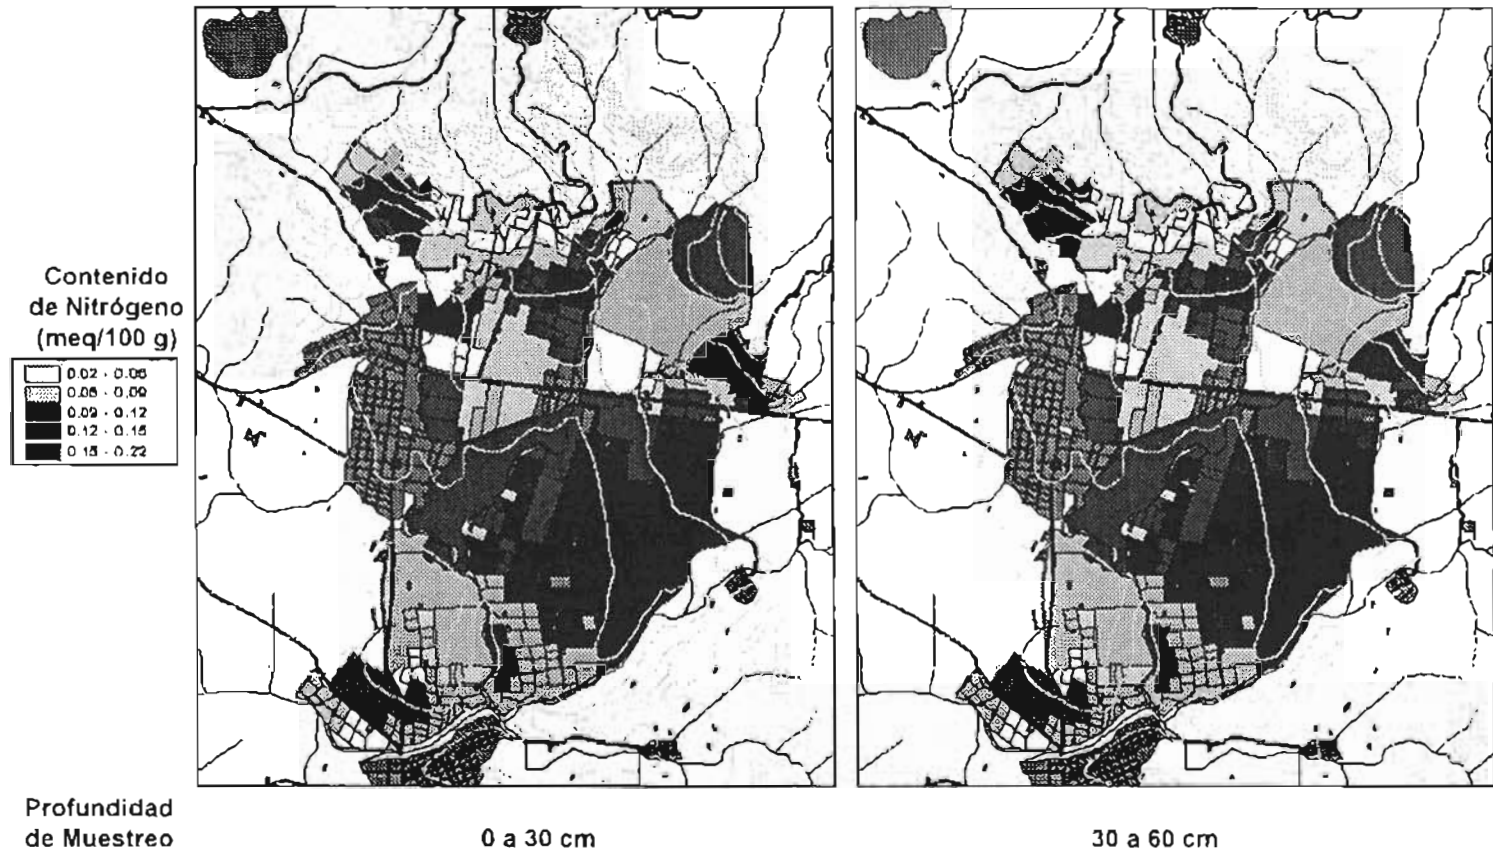 Contenido
de Nitrógeno
(meq/100 g)
0.02 - 0.06
0.06 - 0.09
0.09 - 0.12
0.12 - 0.15
0.15 - 0.22
Profundidad
de Muestreo
0 a 30 cm
30 a 60 cm